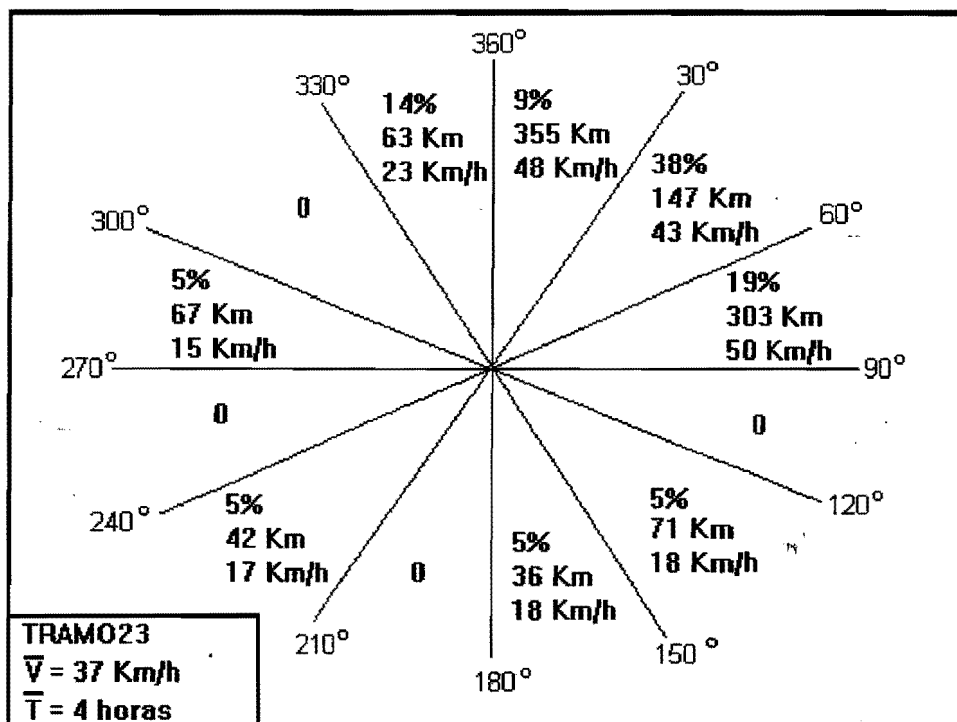 360°
330°
30°
14%
63 Km
23 Km/h
9%
355 Km
48 Km/h
38%
147 Km
43 Km/h
0
300°
60°
5%
67 Km
15 Km/h
19%
303 Km
50 Km/h
270°
90°
0
0
240°
120°
5%
42 Km
17 Km/h
0
5%
36 Km
18 Km/h
5%
71 Km
18 Km/h
210°
150°
180°
TRAMO23
V̅ = 37 Km/h
T̅ = 4 horas